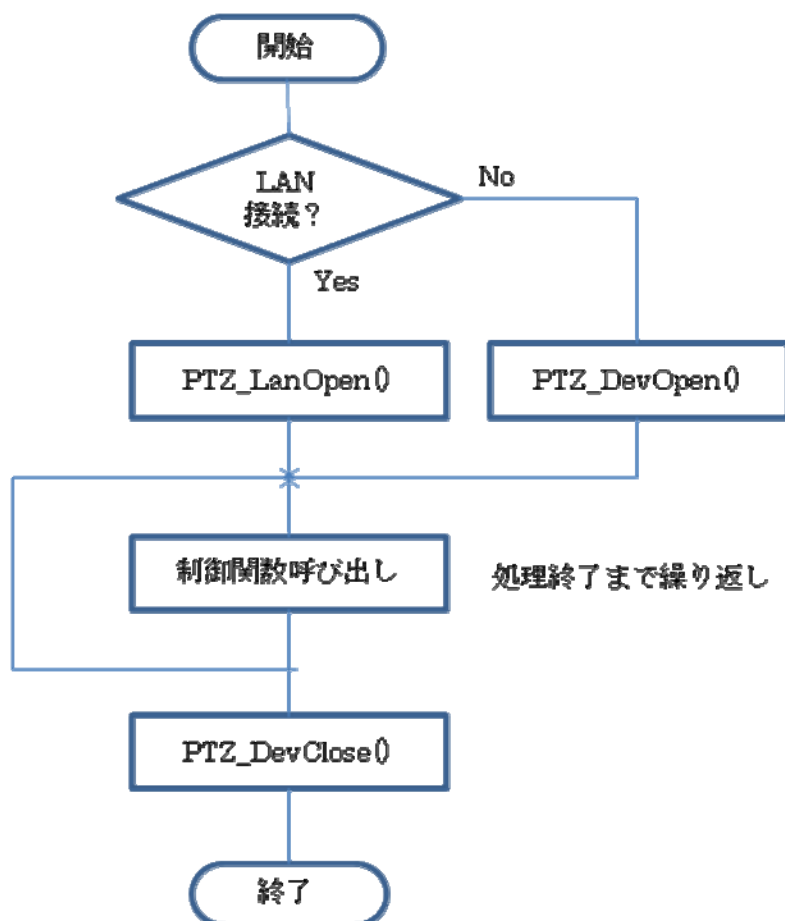 開始
LAN
接続？
No
Yes
PTZ_LanOpen()
PTZ_DevOpen()
制御関数呼び出し
処理終了まで繰り返し
PTZ_DevClose()
終了